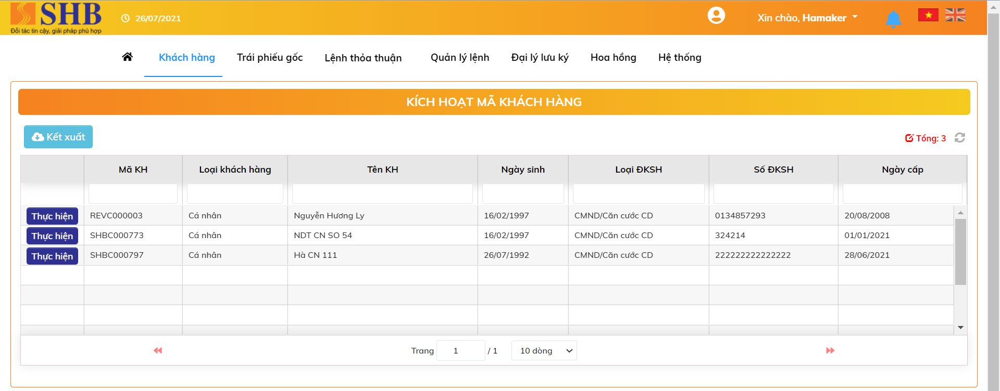 SHB
Đối tác tin cậy, giải pháp phù hợp
26/07/2021
Xin chào, Hamaker
Khách hàng Trái phiếu gốc Lệnh thỏa thuận Quản lý lệnh Đại lý lưu ký Hoa hồng Hệ thống
KÍCH HOẠT MÃ KHÁCH HÀNG
Kết xuất
Tổng: 3
Mã KH Loại khách hàng Tên KH Ngày sinh Loại ĐKSH Số ĐKSH Ngày cấp
Thực hiện REVC000003 Cá nhân Nguyễn Hương Ly 16/02/1997 CMND/Căn cước CD 0134857293 20/08/2008
Thực hiện SHBC000773 Cá nhân NDT CN SO 54 16/02/1997 CMND/Căn cước CD 324214 01/01/2021
Thực hiện SHBC000797 Cá nhân Hà CN 111 26/07/1992 CMND/Căn cước CD 222222222222222 28/06/2021
Trang 1 / 1 10 dòng